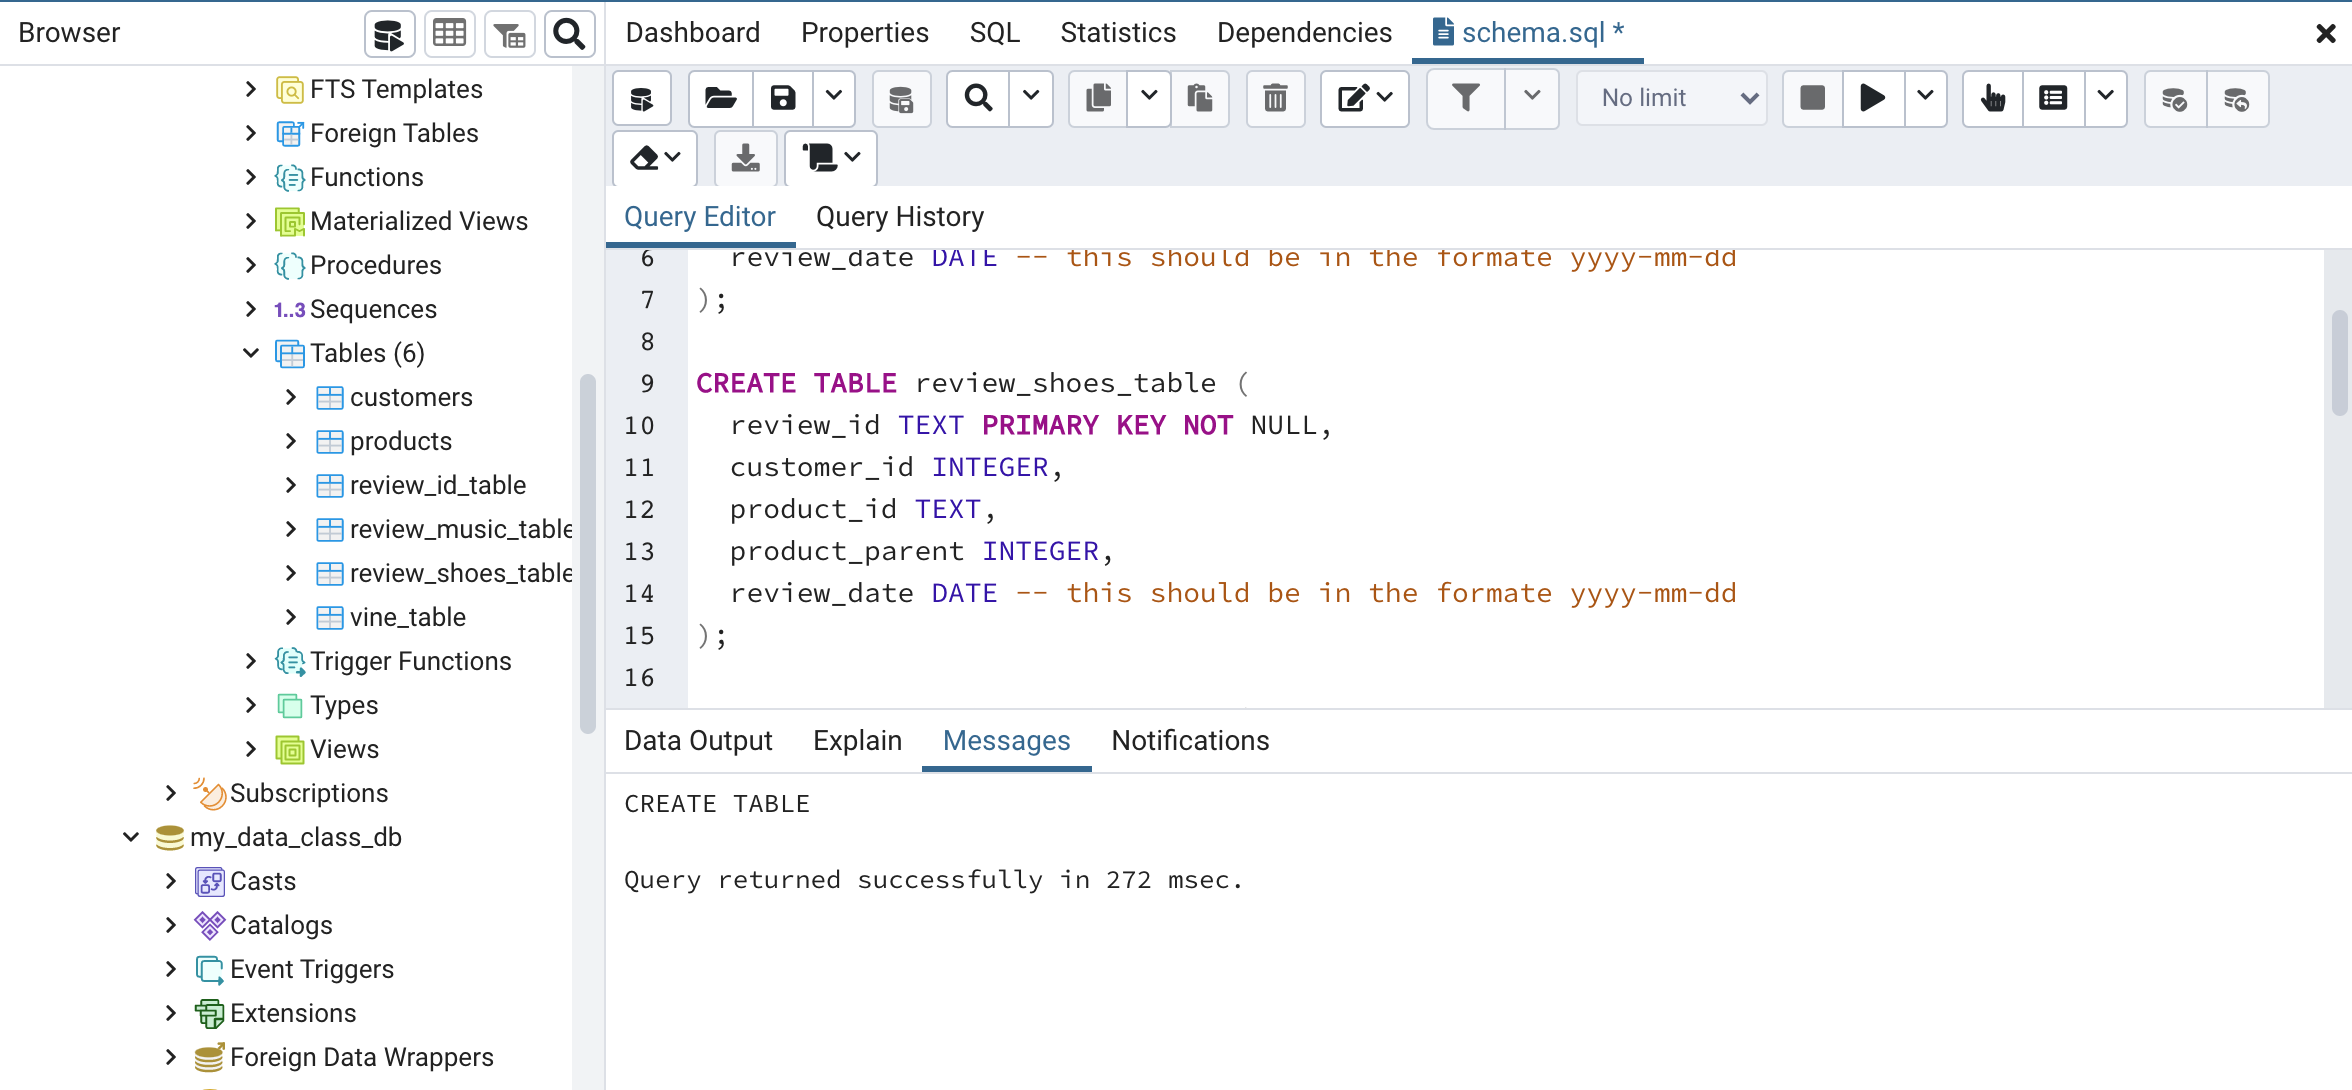 Browser
Dashboard Properties SQL Statistics Dependencies schema.sql *
FTS Templates
Foreign Tables
Functions
Materialized Views
Procedures
1..3 Sequences
Tables (6)
customers
products
review_id_table
review_music_table
review_shoes_table
vine_table
Trigger Functions
Types
Views
Subscriptions
my_data_class_db
Casts
Catalogs
Event Triggers
Extensions
Foreign Data Wrappers
No limit
Query Editor Query History
6 review_date DATE -- this should be in the formate yyyy-mm-dd
7 );
8
9 CREATE TABLE review_shoes_table (
10 review_id TEXT PRIMARY KEY NOT NULL,
11 customer_id INTEGER,
12 product_id TEXT,
13 product_parent INTEGER,
14 review_date DATE -- this should be in the formate yyyy-mm-dd
15 );
16
Data Output Explain Messages Notifications
CREATE TABLE
Query returned successfully in 272 msec.